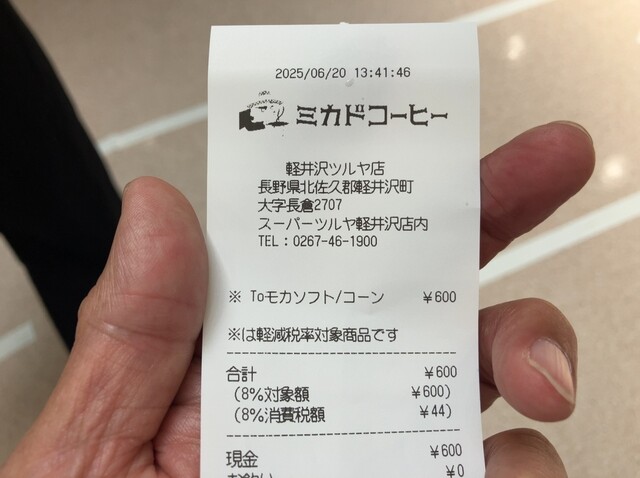 2025/06/20 13:41:46
ミカドコーヒー
軽井沢ツルヤ店
長野県北佐久郡軽井沢町
大字長倉2707
スーパーツルヤ軽井沢店内
TEL：0267-46-1900
※ Toモカソフト/コーン ¥600
※は軽減税率対象商品です
合計 ¥600
(8%対象額 ¥600)
(8%消費税額 ¥44)
現金 ¥600
¥0